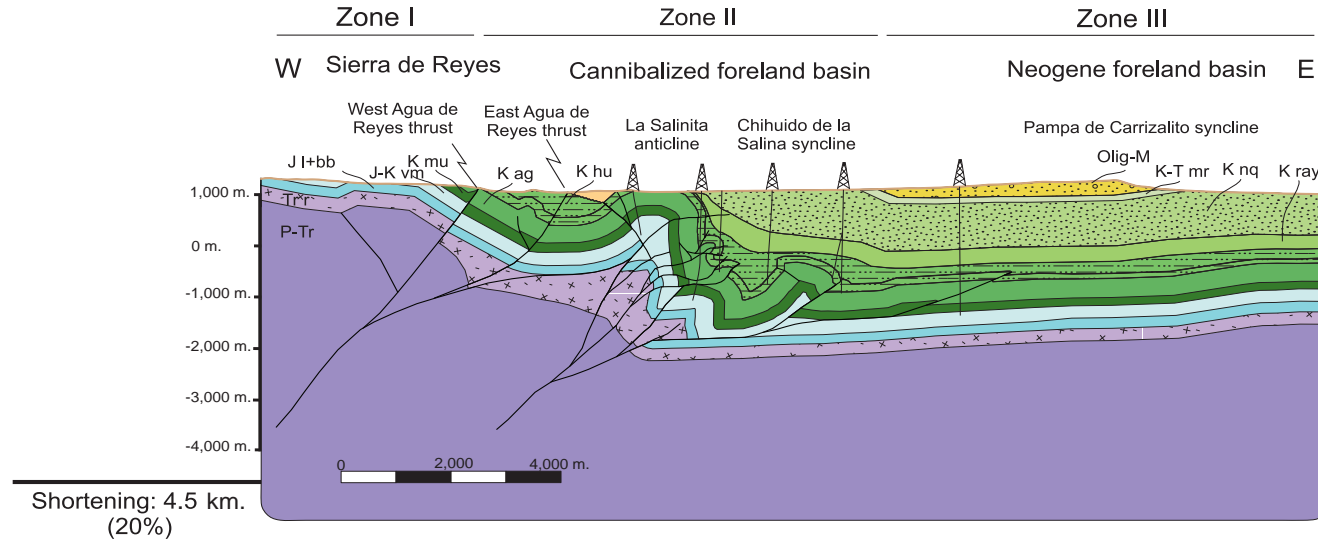 Zone I
Zone II
Zone III
W
Sierra de Reyes
Cannibalized foreland basin
Neogene foreland basin
E
West Agua de
Reyes thrust
East Agua de
Reyes thrust
La Salinita
anticline
Chihuido de la
Salina syncline
Pampa de Carrizalito syncline
J l+bb
J-K vm
K mu
K ag
K hu
Olig-M
K-T mr
K nq
K ray
Tr r
P-Tr
1,000 m.
0 m.
-1,000 m.
-2,000 m.
-3,000 m.
-4,000 m.
0
2,000
4,000 m.
Shortening: 4.5 km.
(20%)